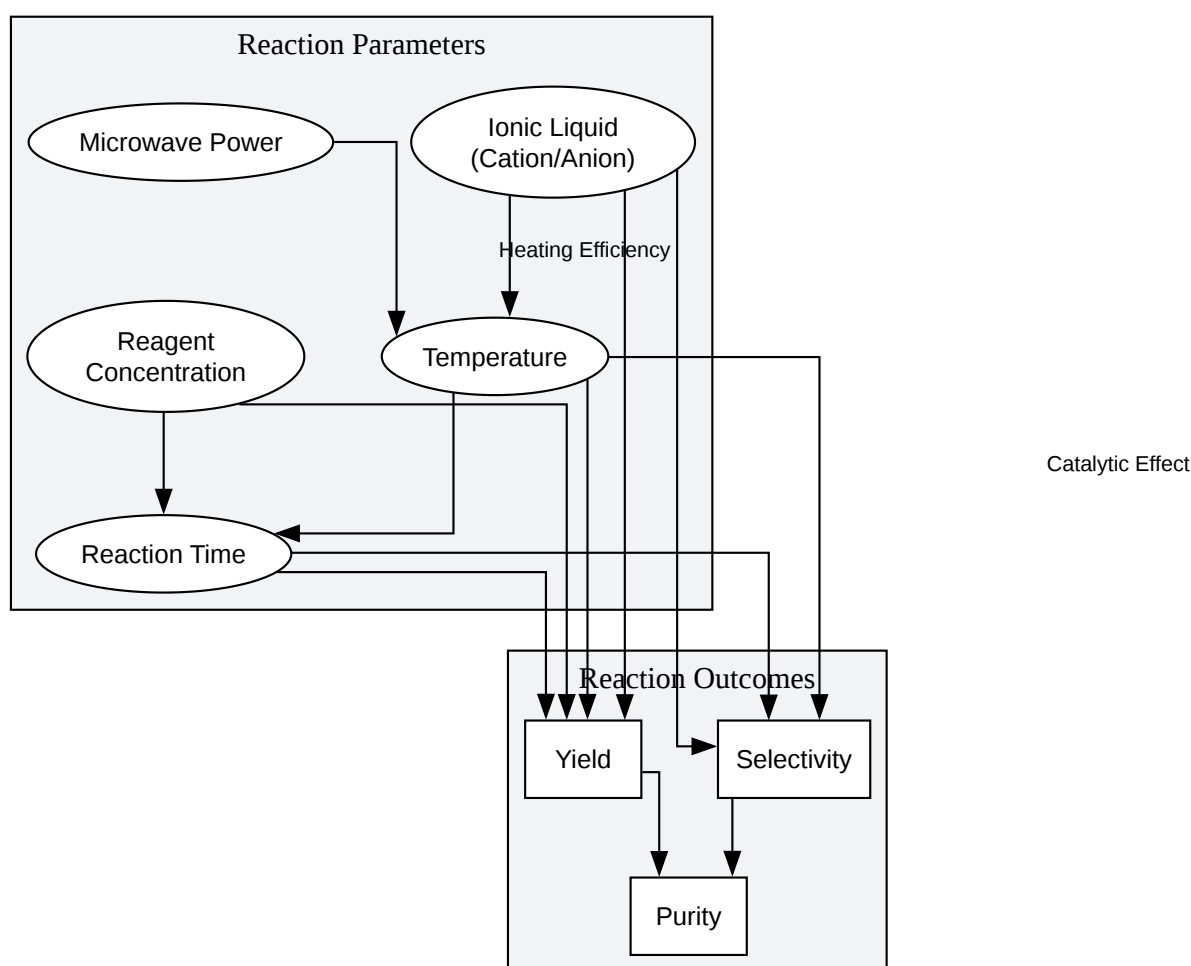 Reaction Parameters
Microwave Power
Ionic Liquid
(Cation/Anion)
Heating Efficiency
Reagent
Concentration
Temperature
Catalytic Effect
Reaction Time
Reaction Outcomes
Yield
Selectivity
Purity